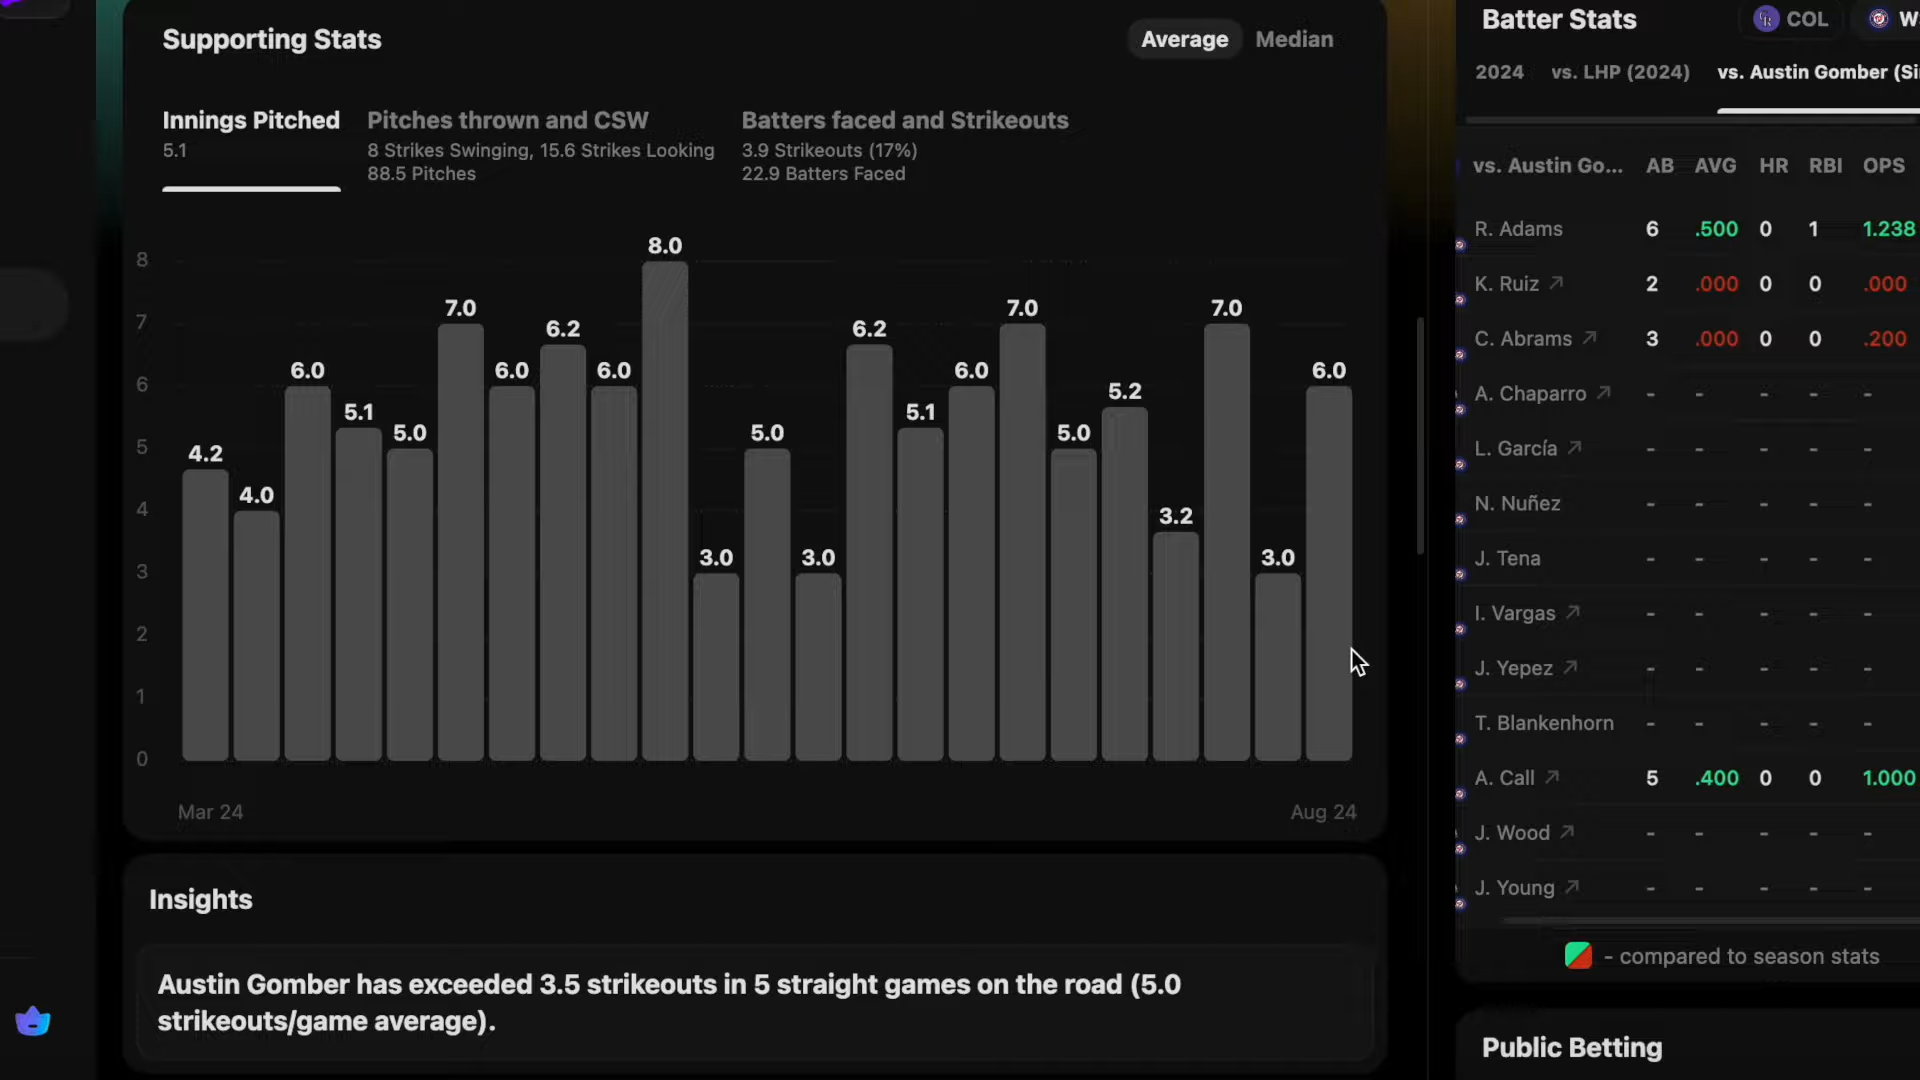 Supporting Stats
Average Median
Innings Pitched
5.1
Pitches thrown and CSW
8 Strikes Swinging, 15.6 Strikes Looking
88.5 Pitches
Batters faced and Strikeouts
3.9 Strikeouts (17%)
22.9 Batters Faced
8
7
6
5
4
3
2
1
0
4.2 4.0 6.0 5.1 5.0 7.0 6.0 6.2 6.0 8.0 3.0 5.0 3.0 6.2 5.1 6.0 7.0 5.0 5.2 3.2 7.0 3.0 6.0
Mar 24 Aug 24
Insights
Austin Gomber has exceeded 3.5 strikeouts in 5 straight games on the road (5.0
strikeouts/game average).
Batter Stats COL W
2024 vs. LHP (2024) vs. Austin Gomber (Si
vs. Austin Go... AB AVG HR RBI OPS
R. Adams 6 .500 0 1 1.238
K. Ruiz 2 .000 0 0 .000
C. Abrams 3 .000 0 0 .200
A. Chaparro - - - - -
L. García - - - - -
N. Nuñez - - - - -
J. Tena - - - - -
I. Vargas - - - - -
J. Yepez - - - - -
T. Blankenhorn - - - - -
A. Call 5 .400 0 0 1.000
J. Wood - - - - -
J. Young - - - - -
- compared to season stats
Public Betting